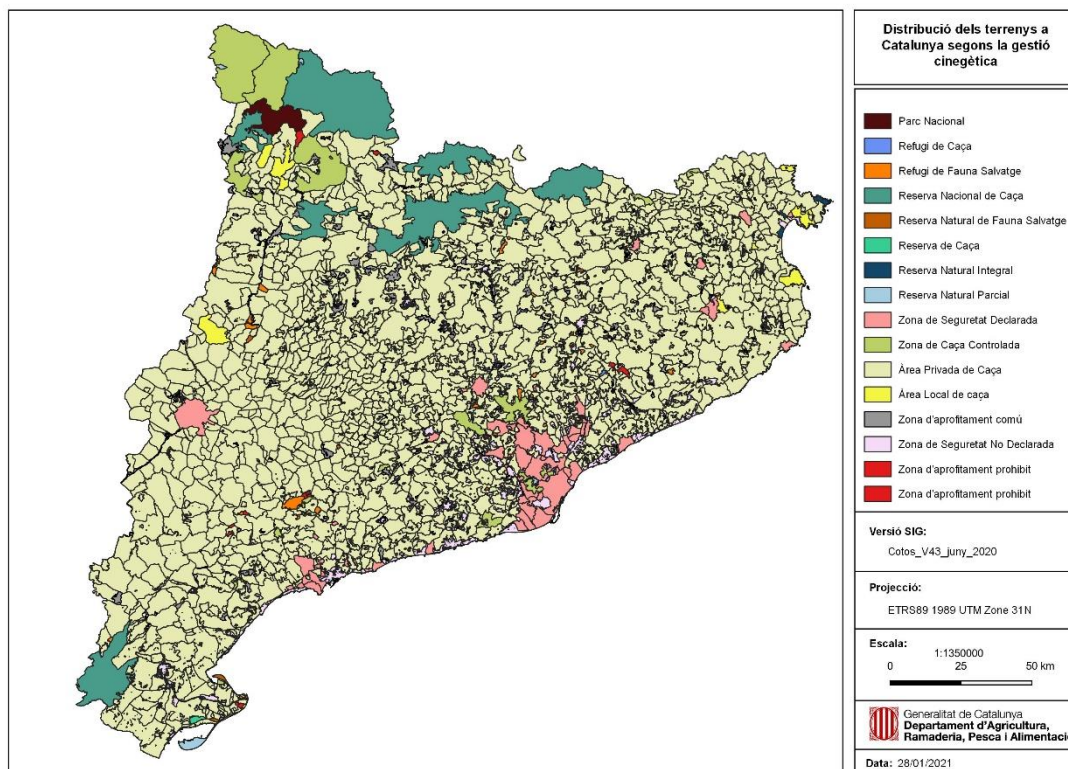 Distribució dels terrenys a
Catalunya segons la gestió
cinegètica
Parc Nacional
Refugi de Caça
Refugi de Fauna Salvatge
Reserva Nacional de Caça
Reserva Natural de Fauna Salvatge
Reserva de Caça
Reserva Natural Integral
Reserva Natural Parcial
Zona de Seguretat Declarada
Zona de Caça Controlada
Àrea Privada de Caça
Àrea Local de caça
Zona d'aprofitament comú
Zona de Seguretat No Declarada
Zona d'aprofitament prohibit
Zona d'aprofitament prohibit
Versió SIG:
Cotos_V43_juny_2020
Projecció:
ETRS89 1989 UTM Zone 31N
Escala:
1:1350000
0 25 50 km
Generalitat de Catalunya
Departament d'Agricultura,
Ramaderia, Pesca i Alimentació
Data: 28/01/2021